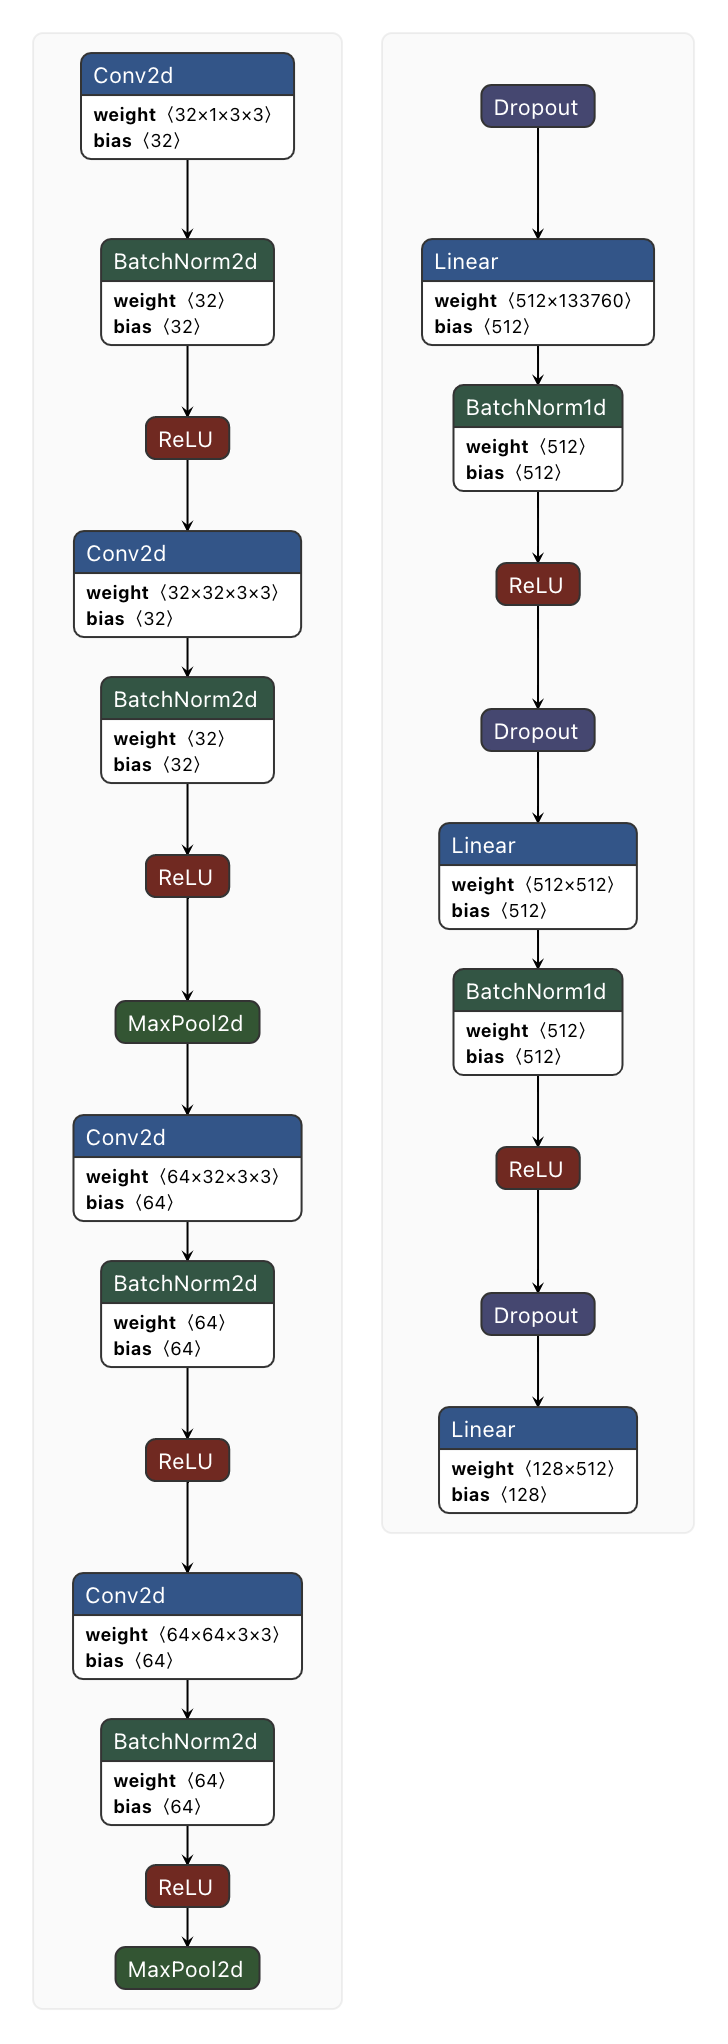 Conv2d
weight 〈32×1×3×3〉
bias 〈32〉
BatchNorm2d
weight 〈32〉
bias 〈32〉
ReLU
Conv2d
weight 〈32×32×3×3〉
bias 〈32〉
BatchNorm2d
weight 〈32〉
bias 〈32〉
ReLU
MaxPool2d
Conv2d
weight 〈64×32×3×3〉
bias 〈64〉
BatchNorm2d
weight 〈64〉
bias 〈64〉
ReLU
Conv2d
weight 〈64×64×3×3〉
bias 〈64〉
BatchNorm2d
weight 〈64〉
bias 〈64〉
ReLU
MaxPool2d
Dropout
Linear
weight 〈512×133760〉
bias 〈512〉
BatchNorm1d
weight 〈512〉
bias 〈512〉
ReLU
Dropout
Linear
weight 〈512×512〉
bias 〈512〉
BatchNorm1d
weight 〈512〉
bias 〈512〉
ReLU
Dropout
Linear
weight 〈128×512〉
bias 〈128〉